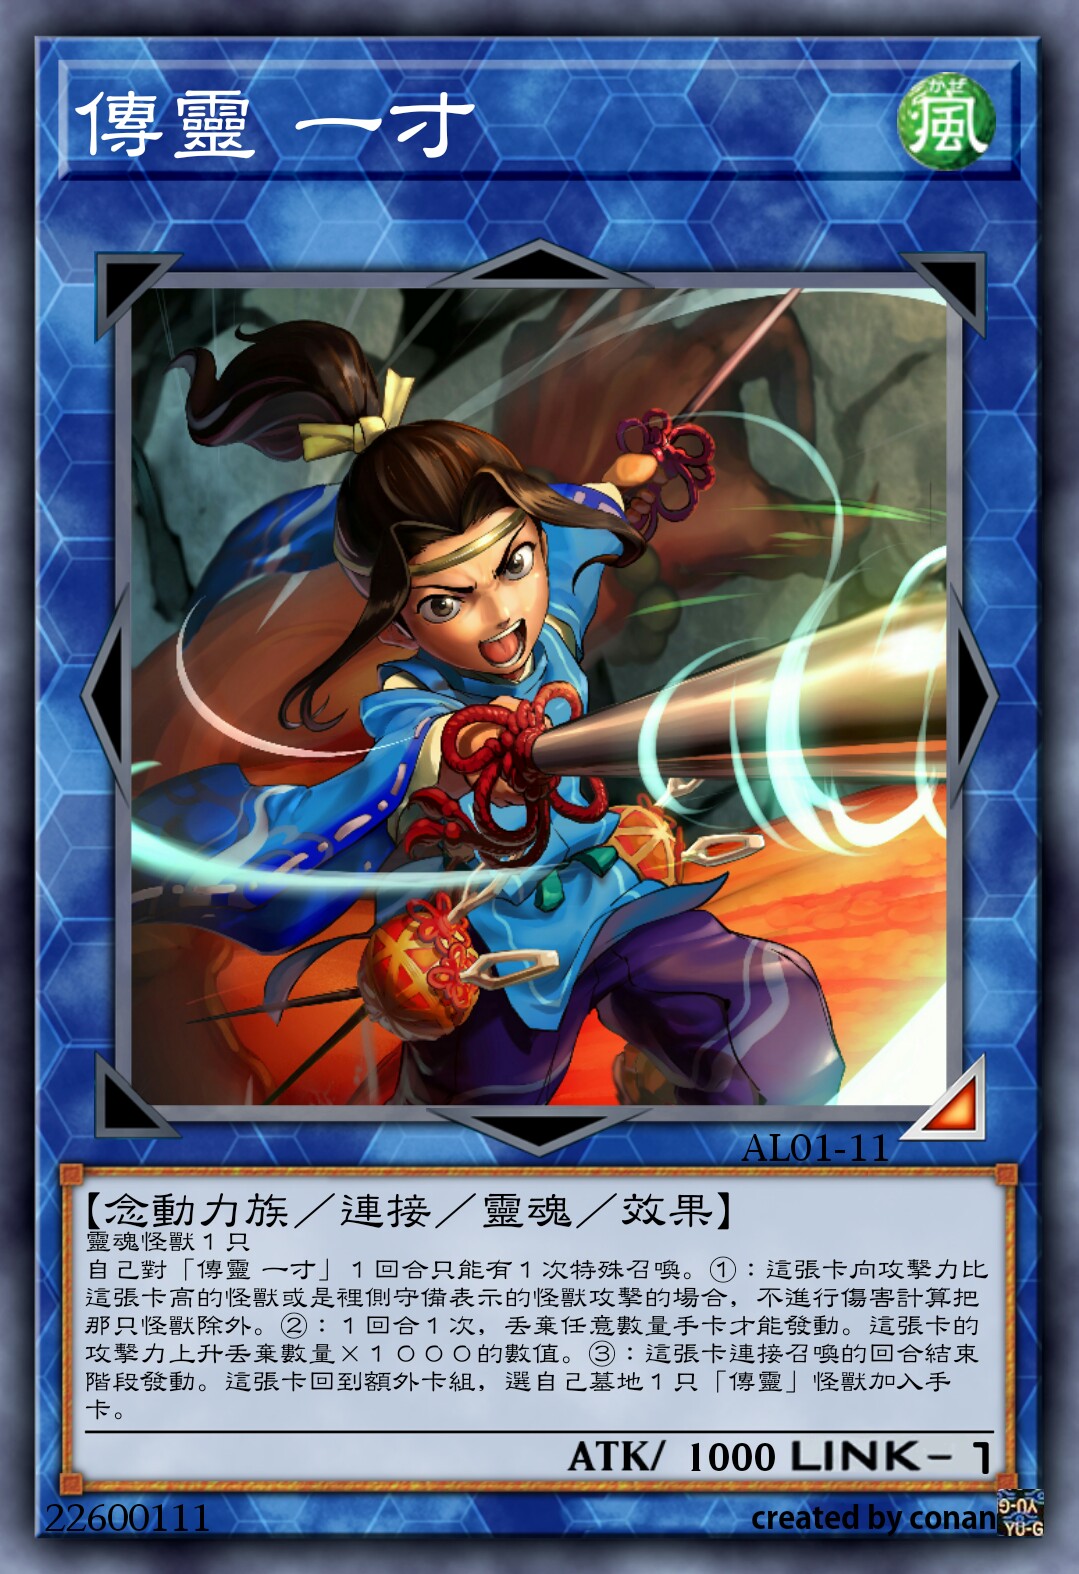 傳靈 一才
かぜ
風
AL01-11
【念動力族／連接／靈魂／效果】
靈魂怪獸１只
自己對「傳靈 一才」１回合只能有１次特殊召喚。①：這張卡向攻擊力比
這張卡高的怪獸或是裡側守備表示的怪獸攻擊的場合，不進行傷害計算把
那只怪獸除外。②：１回合１次，丟棄任意數量手卡才能發動。這張卡的
攻擊力上升丟棄數量×１０００的數值。③：這張卡連接召喚的回合結束
階段發動。這張卡回到額外卡組，選自己墓地１只「傳靈」怪獸加入手
卡。
ATK/ 1000 LINK- 1
22600111
created by conan